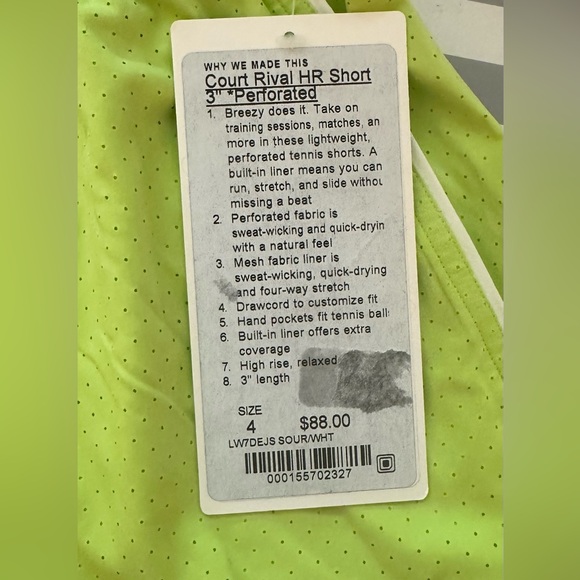 WHY WE MADE THIS
Court Rival HR Short
3" *Perforated
1. Breezy does it. Take on
training sessions, matches, an
more in these lightweight,
perforated tennis shorts. A
built-in liner means you can
run, stretch, and slide withou
missing a beat
2. Perforated fabric is
sweat-wicking and quick-dryin
with a natural feel
3. Mesh fabric liner is
sweat-wicking, quick-drying
and four-way stretch
4. Drawcord to customize fit
5. Hand pockets fit tennis ball
6. Built-in liner offers extra
coverage
7. High rise, relaxed
8. 3" length
SIZE
4 $88.00
LW7DEJS SOUR/WHT
000155702327